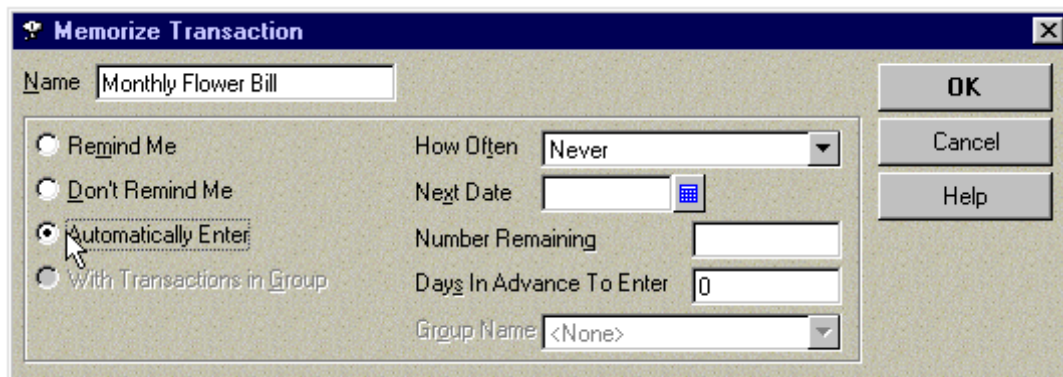 Memorize Transaction
Name Monthly Flower Bill
OK
Remind Me
How Often Never
Cancel
Don't Remind Me
Next Date
Help
Automatically Enter
Number Remaining
With Transactions in Group
Days In Advance To Enter 0
Group Name <None>